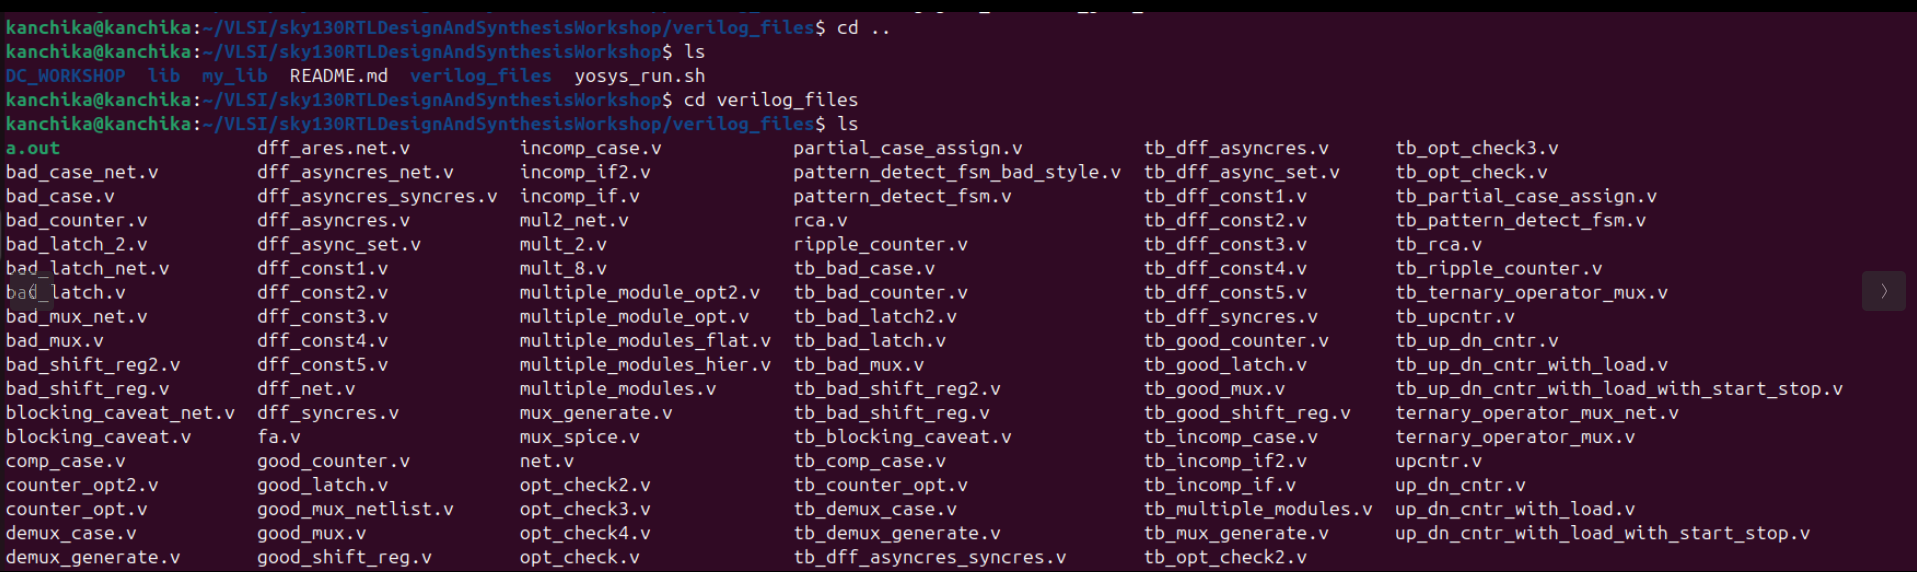 kanchika@kanchika:~/VLSI/sky130RTLDesignAndSynthesisWorkshop/verilog_files$ cd ..
kanchika@kanchika:~/VLSI/sky130RTLDesignAndSynthesisWorkshop$ ls
DC_WORKSHOP lib my_lib README.md verilog_files yosys_run.sh
kanchika@kanchika:~/VLSI/sky130RTLDesignAndSynthesisWorkshop$ cd verilog_files
kanchika@kanchika:~/VLSI/sky130RTLDesignAndSynthesisWorkshop/verilog_files$ ls
a.out dff_ares.net.v incomp_case.v partial_case_assign.v tb_dff_asyncres.v tb_opt_check3.v
bad_case_net.v dff_asyncres_net.v incomp_if2.v pattern_detect_fsm_bad_style.v tb_dff_async_set.v tb_opt_check.v
bad_case.v dff_asyncres_syncres.v incomp_if.v pattern_detect_fsm.v tb_dff_const1.v tb_partial_case_assign.v
bad_counter.v dff_asyncres.v mul2_net.v rca.v tb_dff_const2.v tb_pattern_detect_fsm.v
bad_latch_2.v dff_async_set.v mult_2.v ripple_counter.v tb_dff_const3.v tb_rca.v
bad_latch_net.v dff_const1.v mult_8.v tb_bad_case.v tb_dff_const4.v tb_ripple_counter.v
bad_latch.v dff_const2.v multiple_module_opt2.v tb_bad_counter.v tb_dff_const5.v tb_ternary_operator_mux.v
bad_mux_net.v dff_const3.v multiple_module_opt.v tb_bad_latch2.v tb_dff_syncres.v tb_upcntr.v
bad_mux.v dff_const4.v multiple_modules_flat.v tb_bad_latch.v tb_good_counter.v tb_up_dn_cntr.v
bad_shift_reg2.v dff_const5.v multiple_modules_hier.v tb_bad_mux.v tb_good_latch.v tb_up_dn_cntr_with_load.v
bad_shift_reg.v dff_net.v multiple_modules.v tb_bad_shift_reg2.v tb_good_mux.v tb_up_dn_cntr_with_load_with_start_stop.v
blocking_caveat_net.v dff_syncres.v mux_generate.v tb_bad_shift_reg.v tb_good_shift_reg.v ternary_operator_mux_net.v
blocking_caveat.v fa.v mux_spice.v tb_blocking_caveat.v tb_incomp_case.v ternary_operator_mux.v
comp_case.v good_counter.v net.v tb_comp_case.v tb_incomp_if2.v upcntr.v
counter_opt2.v good_latch.v opt_check2.v tb_counter_opt.v tb_incomp_if.v up_dn_cntr.v
counter_opt.v good_mux_netlist.v opt_check3.v tb_demux_case.v tb_multiple_modules.v up_dn_cntr_with_load.v
demux_case.v good_mux.v opt_check4.v tb_demux_generate.v tb_mux_generate.v up_dn_cntr_with_load_with_start_stop.v
demux_generate.v good_shift_reg.v opt_check.v tb_dff_asyncres_syncres.v tb_opt_check2.v